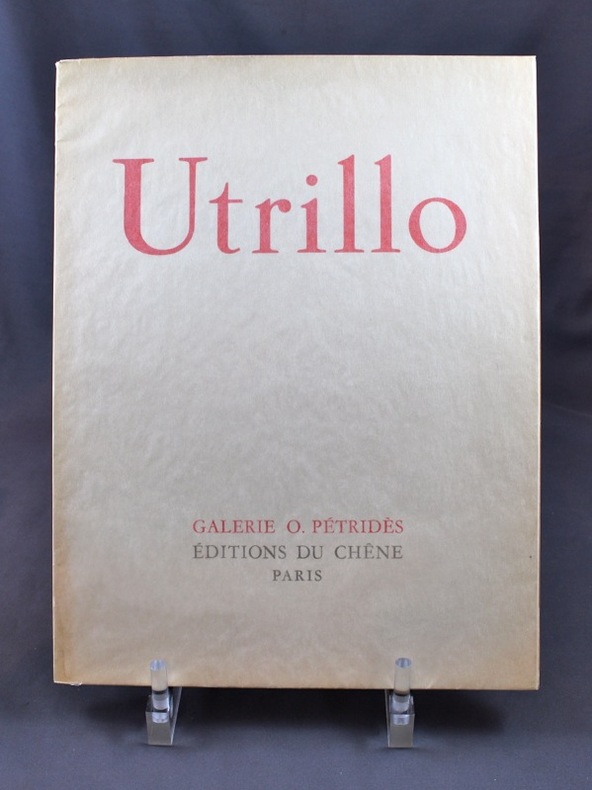 Utrillo
GALERIE O. PÉTRIDÈS
ÉDITIONS DU CHÊNE
PARIS